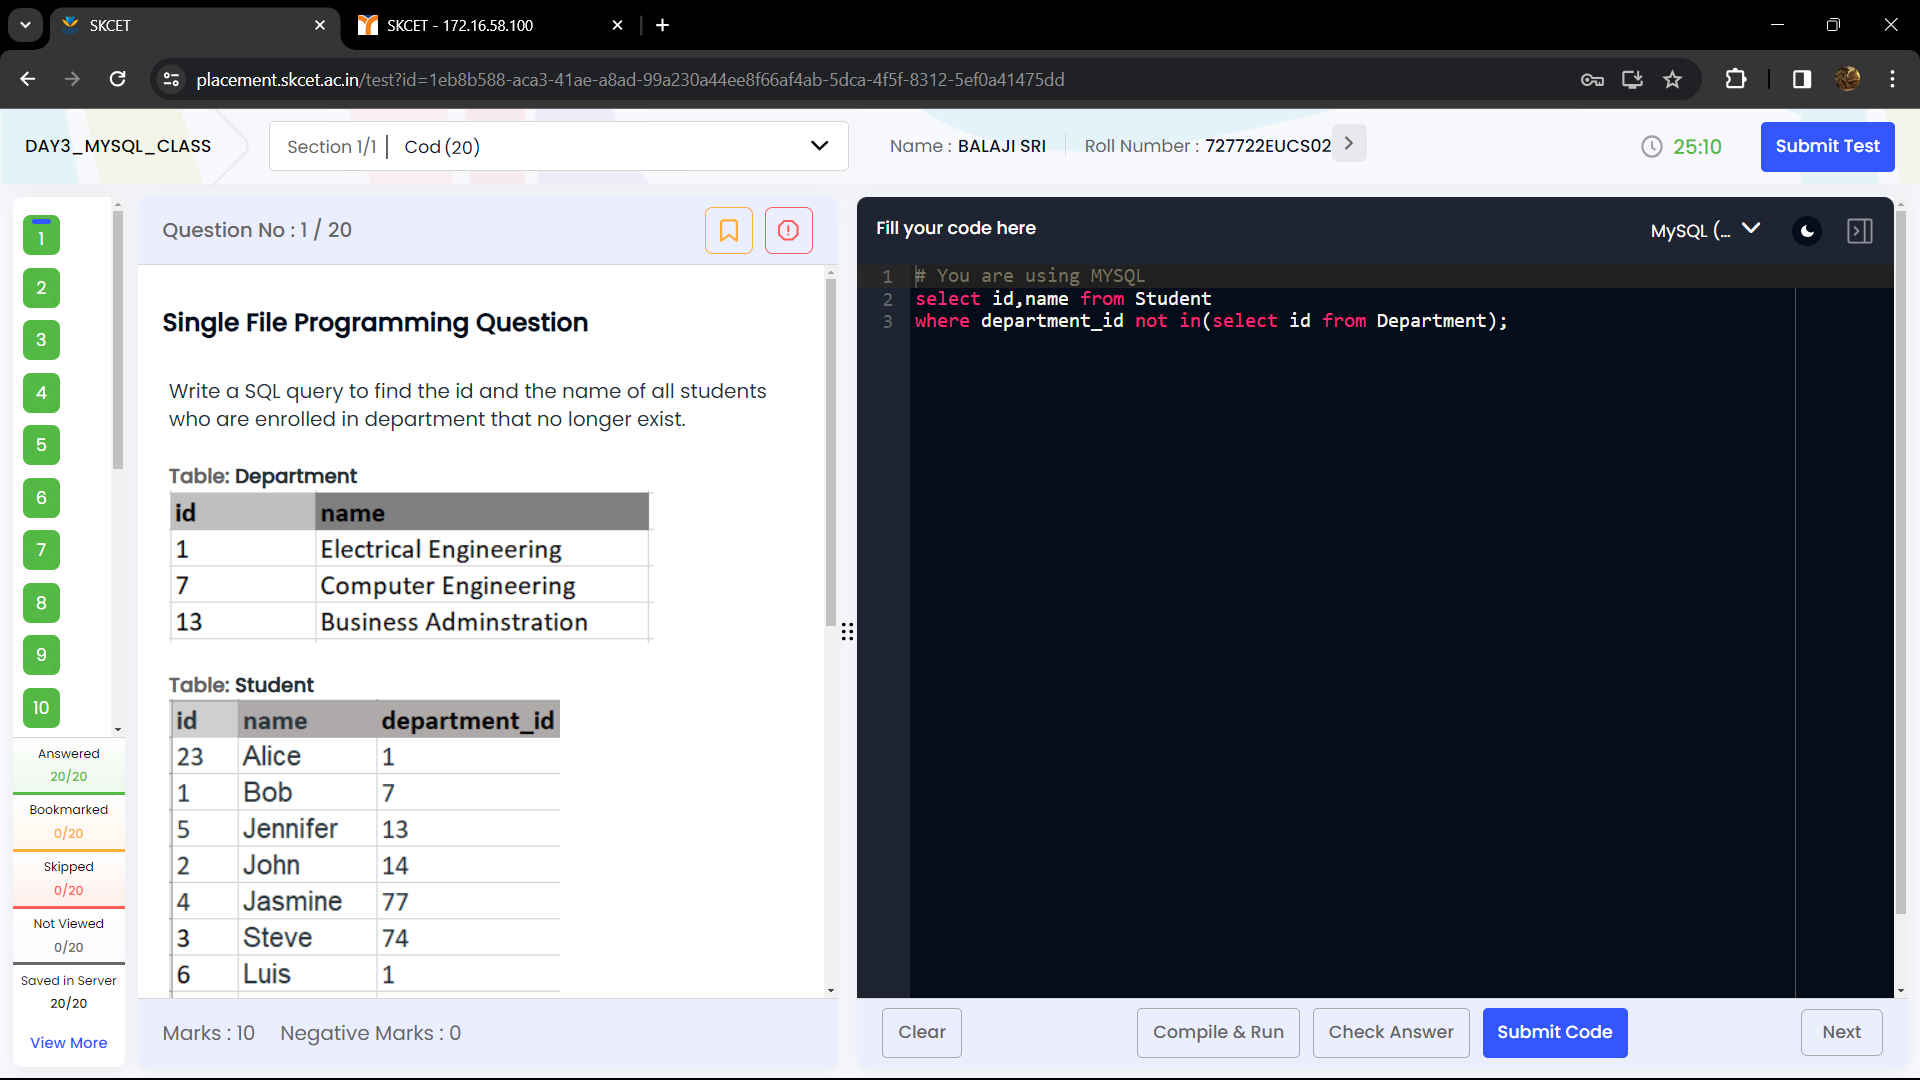 SKCET
SKCET - 172.16.58.100
placement.skcet.ac.in/test?id=1eb8b588-aca3-41ae-a8ad-99a230a44ee8f66af4ab-5dca-4f5f-8312-5ef0a41475dd
DAY3_MYSQL_CLASS
Section 1/1 | Cod (20)
Name : BALAJI SRI
Roll Number : 727722EUCS02
25:10
Submit Test
1
2
3
4
5
6
7
8
9
10
Answered
20/20
Bookmarked
0/20
Skipped
0/20
Not Viewed
0/20
Saved in Server
20/20
View More
Question No : 1 / 20
Single File Programming Question
Write a SQL query to find the id and the name of all students
who are enrolled in department that no longer exist.
Table: Department
id name
1 Electrical Engineering
7 Computer Engineering
13 Business Adminstration
Table: Student
id name department_id
23 Alice 1
1 Bob 7
5 Jennifer 13
2 John 14
4 Jasmine 77
3 Steve 74
6 Luis 1
Marks : 10 Negative Marks : 0
Fill your code here
MySQL (...
1 # You are using MYSQL
2 select id,name from Student
3 where department_id not in(select id from Department);
Clear
Compile & Run
Check Answer
Submit Code
Next